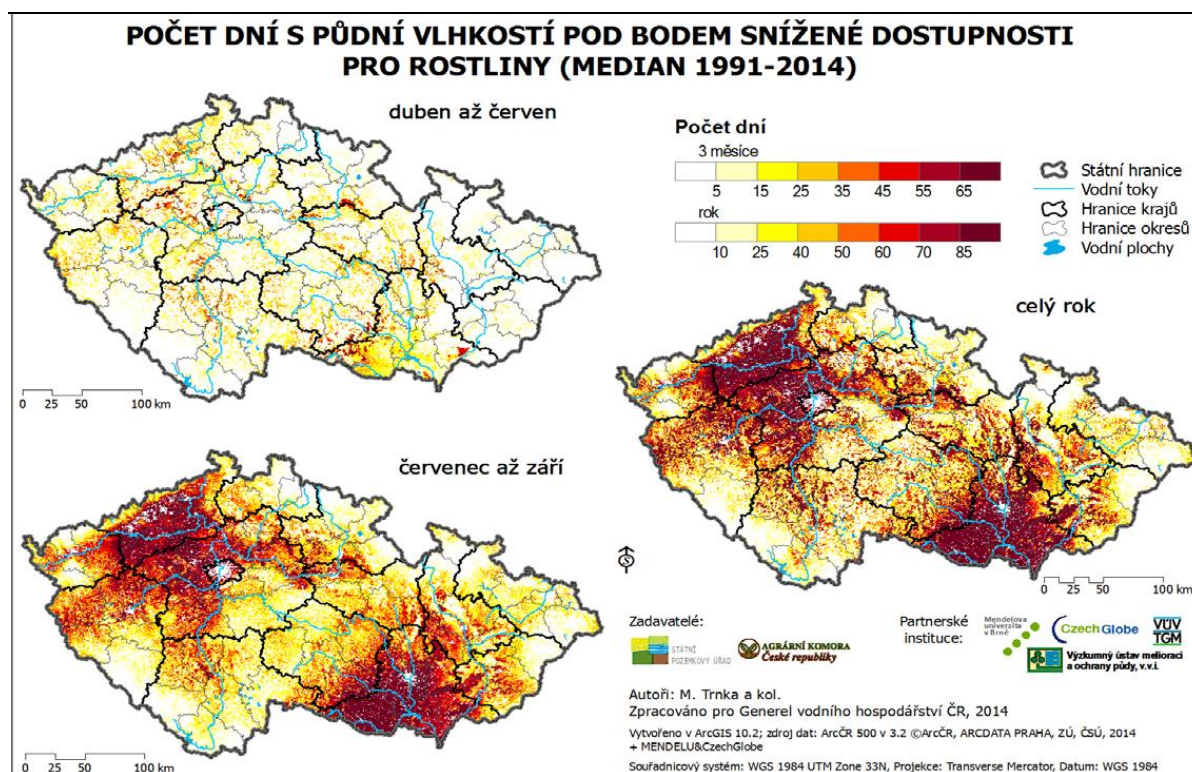 POČET DNÍ S PŮDNÍ VLHKOSTÍ POD BODEM SNÍŽENÉ DOSTUPNOSTI
PRO ROSTLINY (MEDIAN 1991-2014)
duben až červen
Počet dní
3 měsíce
5 15 25 35 45 55 65
rok
10 25 40 50 60 70 85
Státní hranice
Vodní toky
Hranice krajů
Hranice okresů
Vodní plochy
0 25 50 100 km
celý rok
0 25 50 100 km
červenec až září
0 25 50 100 km
S
Zadavatelé:
STÁTNÍ
POZEMKOVÝ ÚŘAD
AGRÁRNÍ KOMORA
České republiky
Partnerské
instituce:
Mendelova
univerzita
v Brně
CzechGlobe
VÚV
TGM
Výzkumný ústav meliorací
a ochrany půdy, v.v.i.
Autoři: M. Trnka a kol.
Zpracováno pro Generel vodního hospodářství ČR, 2014
Vytvořeno v ArcGIS 10.2; zdroj dat: ArcČR 500 v 3.2 ©ArcČR, ARCDATA PRAHA, ZÚ, ČSÚ, 2014
+ MENDELU&CzechGlobe
Souřadnicový systém: WGS 1984 UTM Zone 33N, Projekce: Transverse Mercator, Datum: WGS 1984